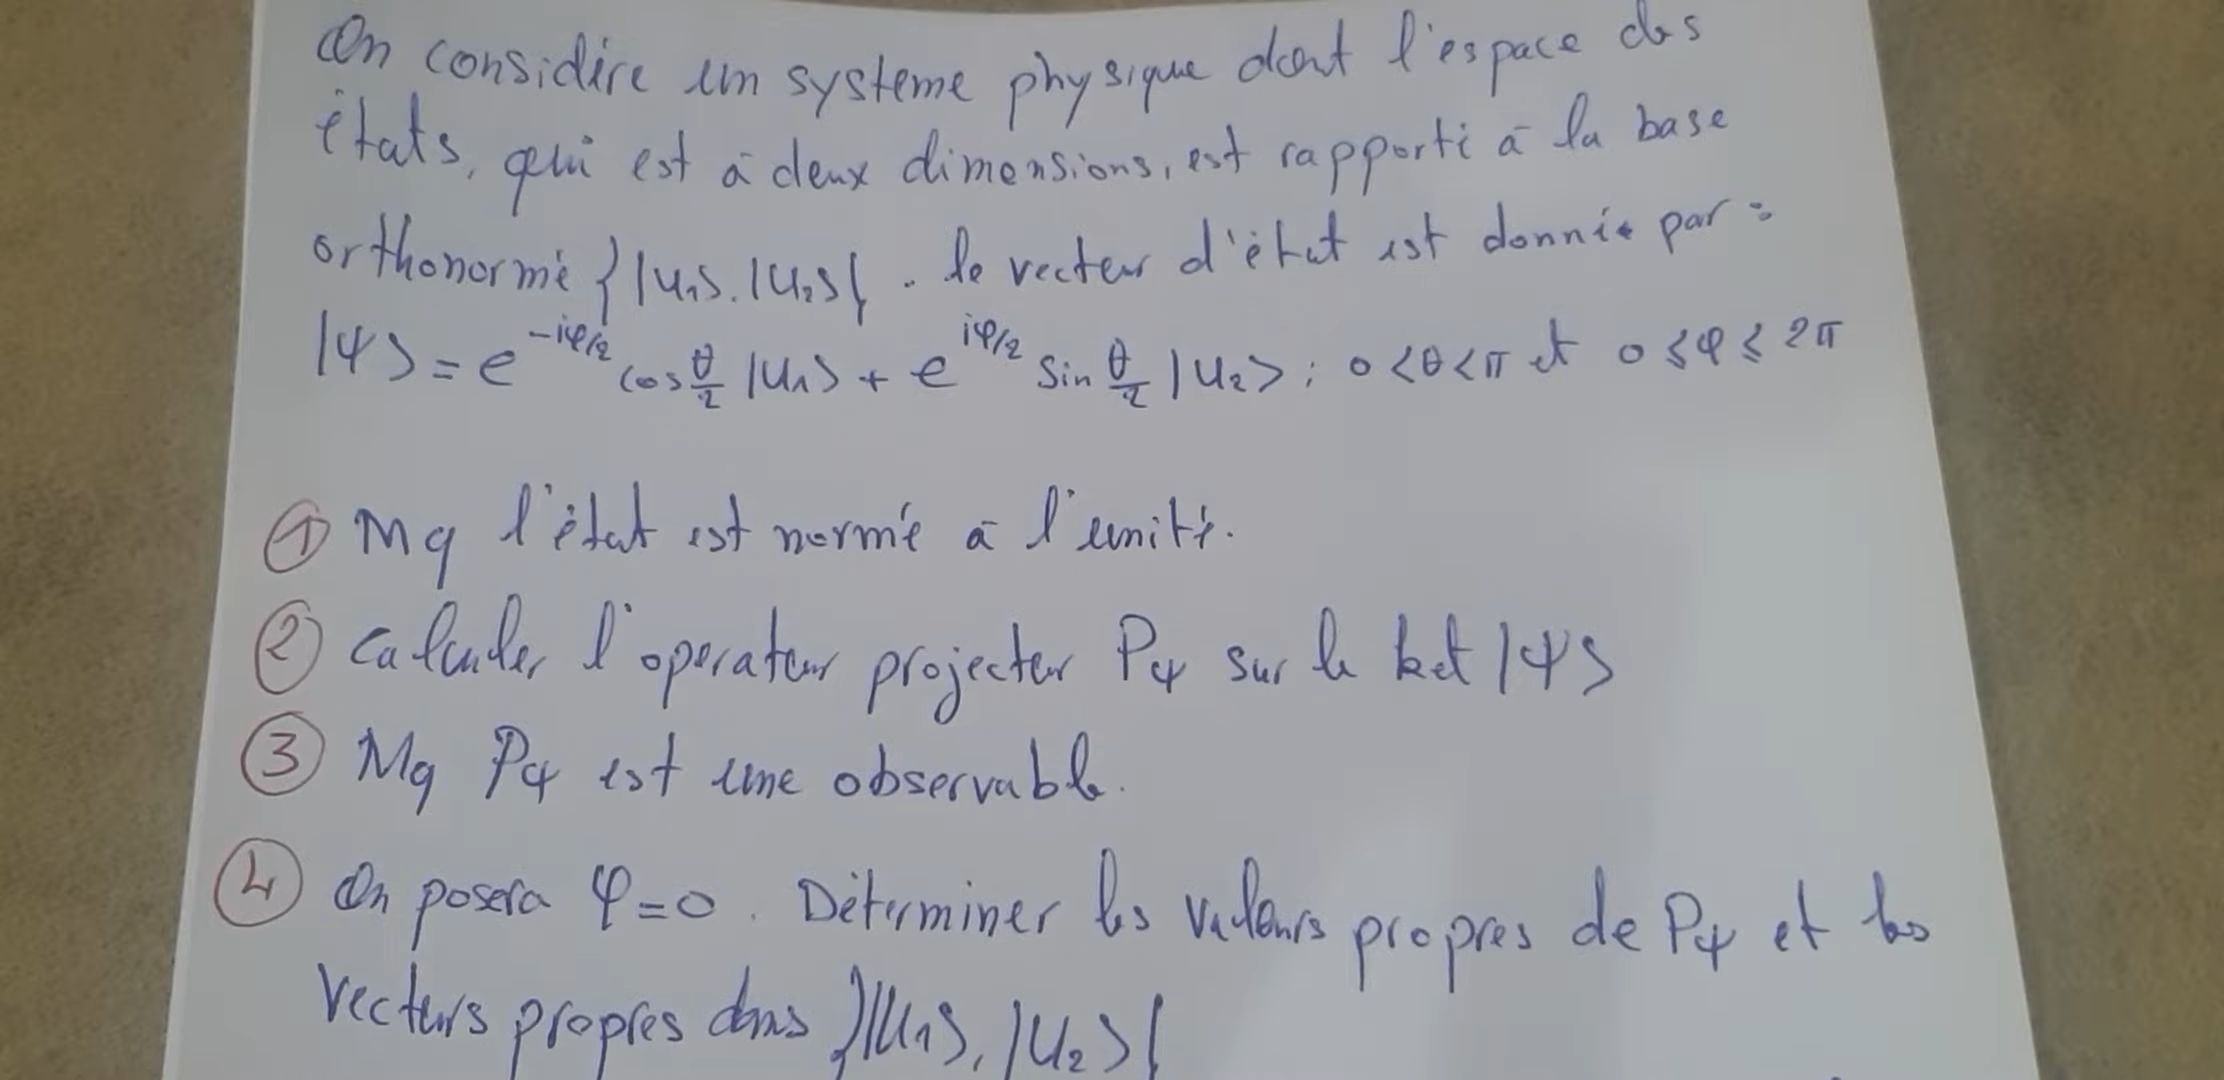 On considère un système physique dont l'espace des
états, qui est à deux dimensions, est rapporté à la base
orthonormé }|u₁>, |u₂>{. le vecteur d'état est donnée par :
|ψ> = e^{-iφ/2} cos θ/2 |u₁> + e^{iφ/2} sin θ/2 |u₂> ; 0 < θ < π et 0 ≤ φ ≤ 2π
① Mq l'état est normé à l'unité.
② calculer l'operateur projecteur Pψ sur le ket |ψ>
③ Mq Pψ est une observable.
④ On posera φ = 0. Déterminer les valeurs propres de Pψ et les
vecteurs propres dans }|u₁>, |u₂>{